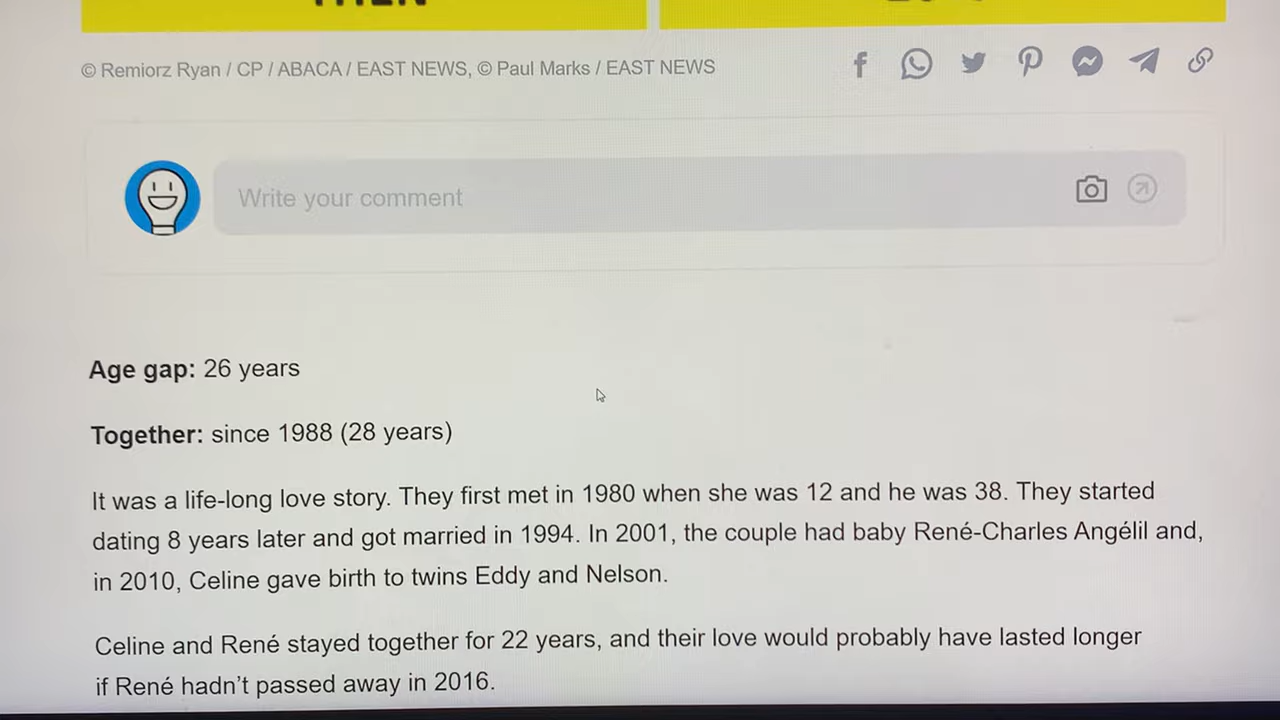 © Remiorz Ryan / CP / ABACA / EAST NEWS, © Paul Marks / EAST NEWS
Write your comment
Age gap: 26 years
Together: since 1988 (28 years)
It was a life-long love story. They first met in 1980 when she was 12 and he was 38. They started
dating 8 years later and got married in 1994. In 2001, the couple had baby René-Charles Angélil and,
in 2010, Celine gave birth to twins Eddy and Nelson.
Celine and René stayed together for 22 years, and their love would probably have lasted longer
if René hadn’t passed away in 2016.